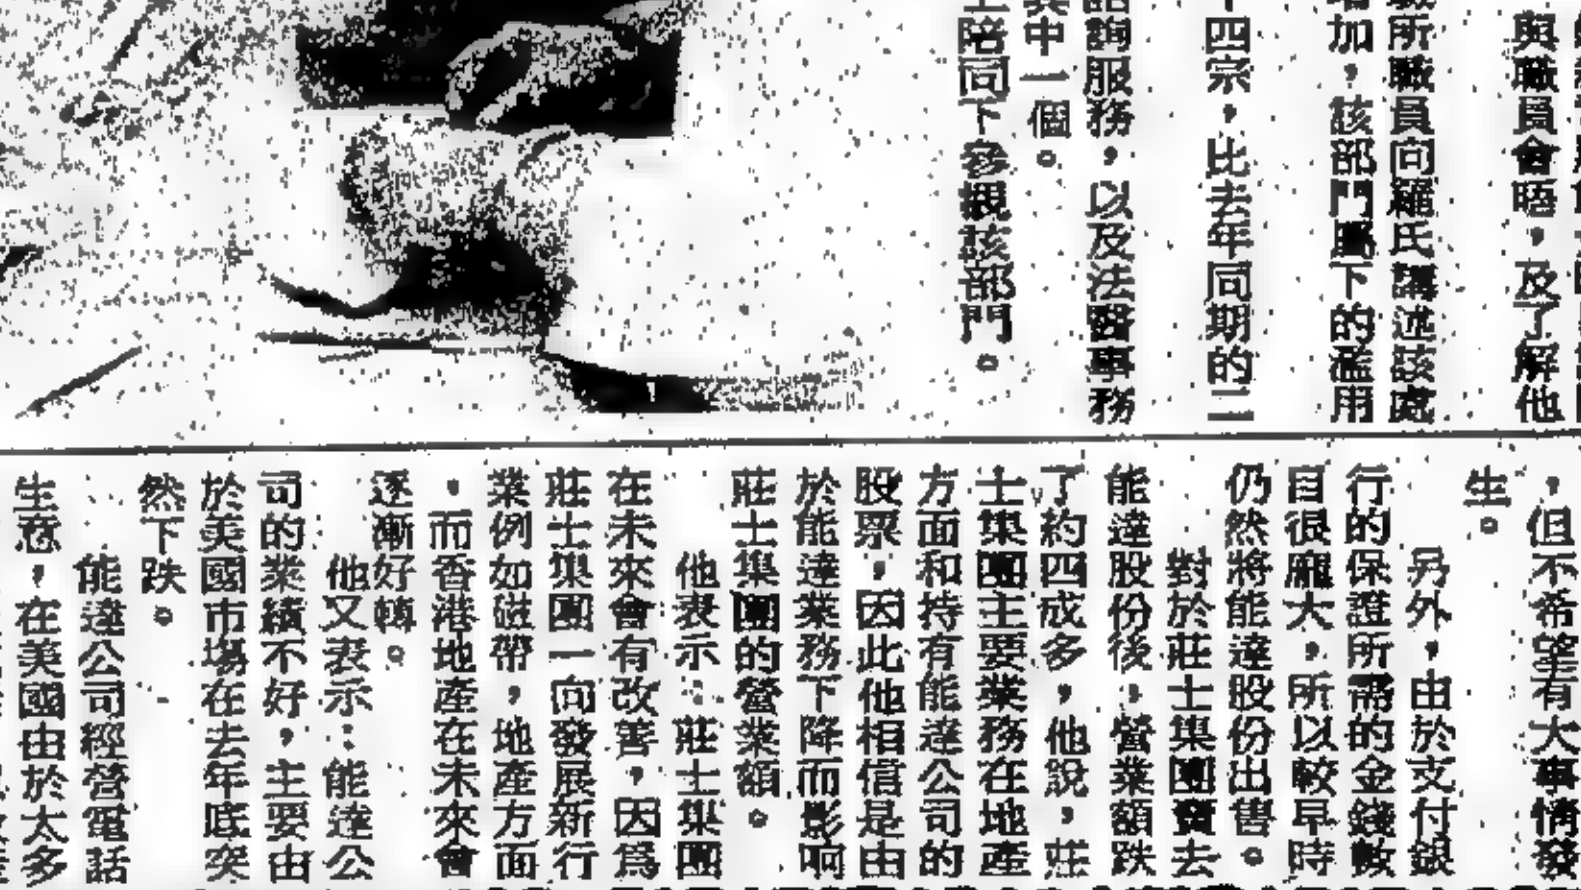 與職員會晤，及了解他
所職員向羅氏講述該處
加，該部門屬下的濫用
四宗，比去年同期的二
詢服務，以及法醫事務
中一個。
陪同下參觀該部門。
，但不希望有大事情發
生。
另外，由於支付銀
行的保證所需的金錢數
目很龐大，所以較早時
仍然將能達股份出售。
對於莊士集團賣去
能達股份後，營業額跌
了約四成多，他說，莊
士集團主要業務在地產
方面和持有能達公司的
股票，因此他相信是由
於能達業務下降而影响
莊士集團的營業額。
他表示：莊士集團
在未來會有改善，因為
莊士集團一向發展新行
業例如磁帶，地產方面
，而香港地產在未來會
逐漸好轉。
他又表示：能達公
司的業績不好，主要由
於美國市場在去年底突
然下跌。
能達公司經營電話
生意，在美國由於太多